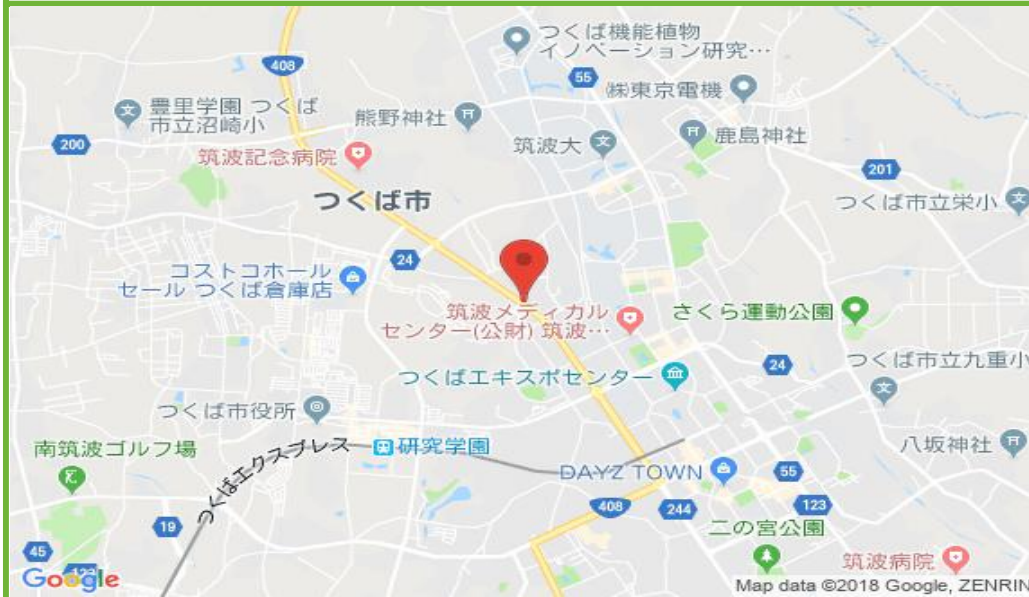 つくば機能植物
イノベーション研究…
408
55
㈱東京電機
豊里学園 つくば
市立沼崎小
熊野神社
200
筑波大
鹿島神社
筑波記念病院
201
つくば市
つくば市立栄小
24
コストコホール
セール つくば倉庫店
筑波メディカル
センター(公財) 筑波…
さくら運動公園
24
つくば市立九重小
つくばエキスポセンター
つくば市役所
研究学園
八坂神社
南筑波ゴルフ場
つくばエクスプレス
DAYZ TOWN
55
408
244
123
19
二の宮公園
45
123
筑波病院
Google
Map data ©2018 Google, ZENRIN